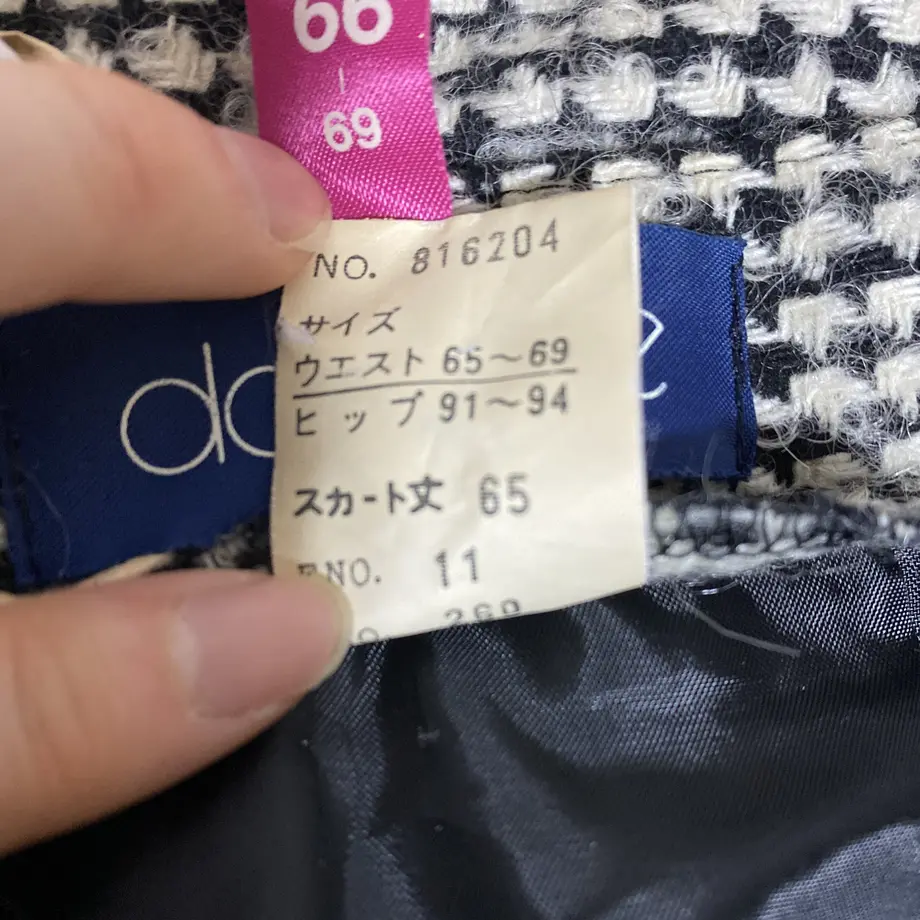 66
-
69
NO. 816204
サイズ
ウエスト 65～69
ヒップ 91～94
スカート丈 65
NO. 11